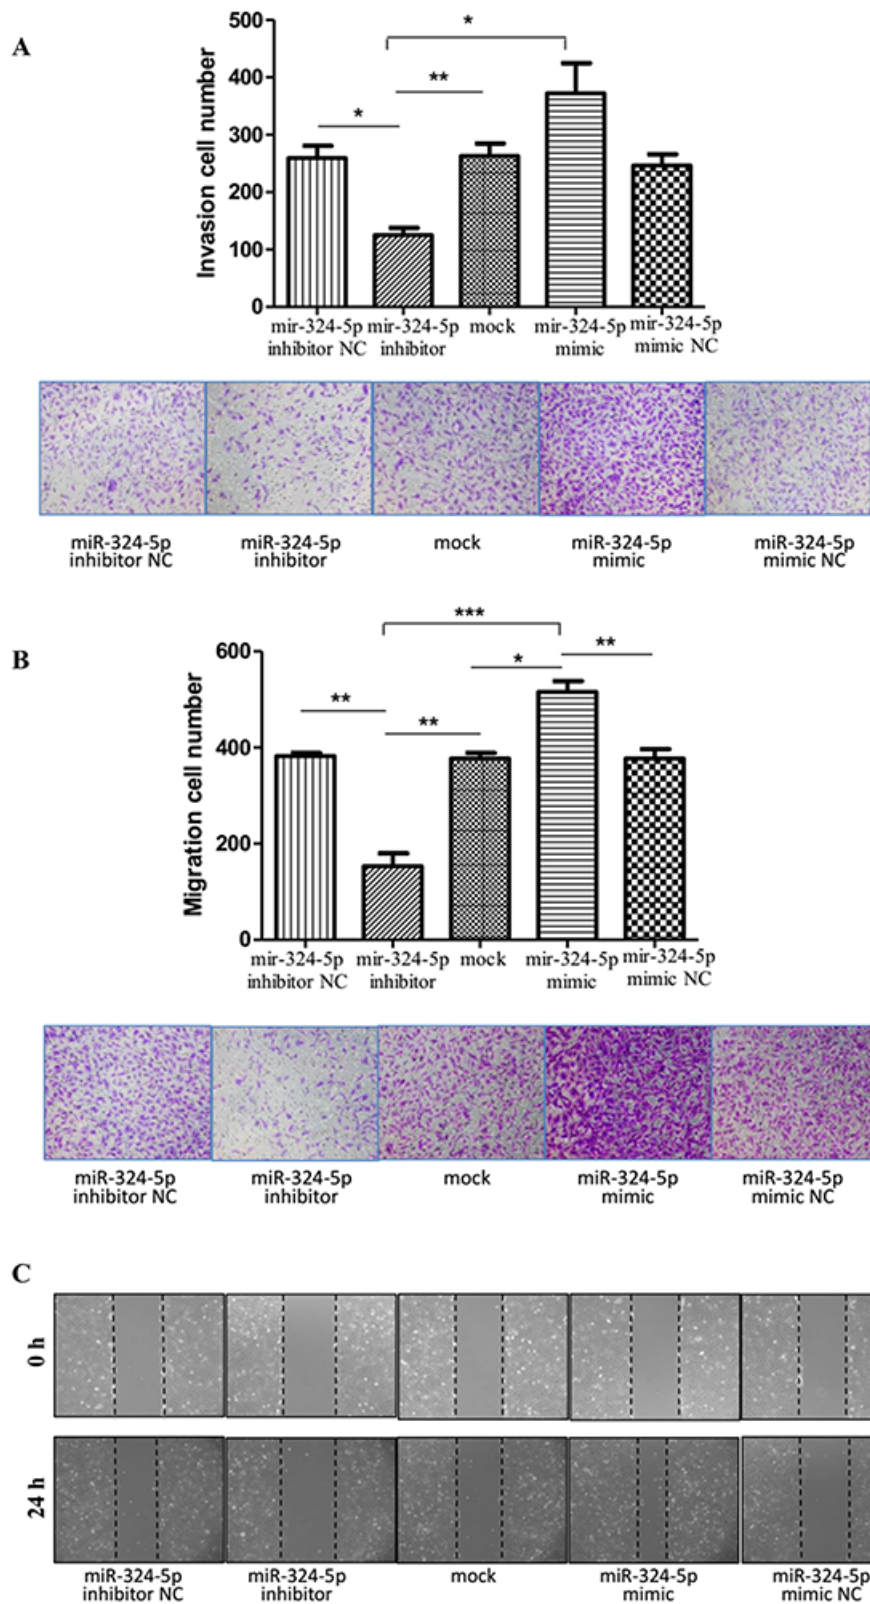 A
Invasion cell number
500
400
300
200
100
0
*
**
*
mir-324-5p
inhibitor NC
mir-324-5p
inhibitor
mock
mir-324-5p
mimic
mir-324-5p
mimic NC
miR-324-5p
inhibitor NC
miR-324-5p
inhibitor
mock
miR-324-5p
mimic
miR-324-5p
mimic NC
B
Migration cell number
600
400
200
0
***
**
*
**
**
mir-324-5p
inhibitor NC
mir-324-5p
inhibitor
mock
mir-324-5p
mimic
mir-324-5p
mimic NC
miR-324-5p
inhibitor NC
miR-324-5p
inhibitor
mock
miR-324-5p
mimic
miR-324-5p
mimic NC
C
0 h
24 h
miR-324-5p
inhibitor NC
miR-324-5p
inhibitor
mock
miR-324-5p
mimic
miR-324-5p
mimic NC